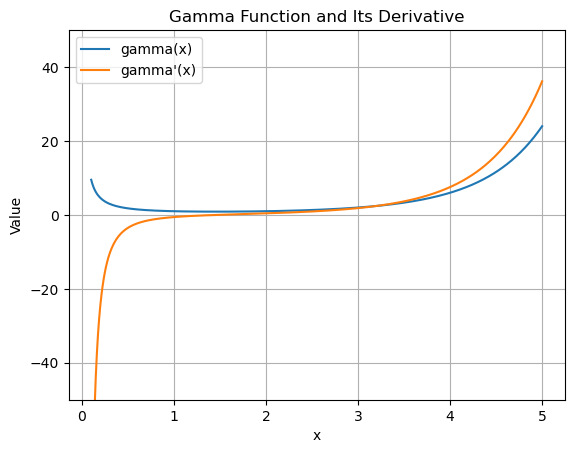 Gamma Function and Its Derivative
gamma(x)
gamma'(x)
Value
40
20
0
−20
−40
0 1 2 3 4 5
x